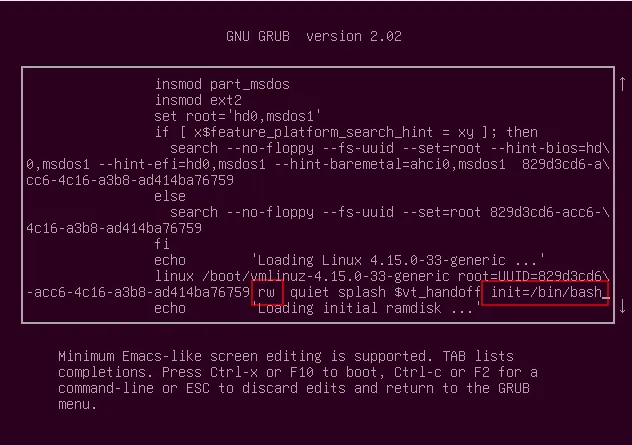 GNU GRUB version 2.02
insmod part_msdos
insmod ext2
set root='hd0,msdos1'
if [ x$feature_platform_search_hint = xy ]; then
search --no-floppy --fs-uuid --set=root --hint-bios=hd\
0,msdos1 --hint-efi=hd0,msdos1 --hint-baremetal=ahci0,msdos1 829d3cd6-a\
cc6-4c16-a3b8-ad414ba76759
else
search --no-floppy --fs-uuid --set=root 829d3cd6-acc6-\
4c16-a3b8-ad414ba76759
fi
echo 'Loading Linux 4.15.0-33-generic ...'
linux /boot/vmlinuz-4.15.0-33-generic root=UUID=829d3cd6\
-acc6-4c16-a3b8-ad414ba76759 rw quiet splash $vt_handoff init=/bin/bash_
echo 'Loading initial ramdisk ...'
Minimum Emacs-like screen editing is supported. TAB lists
completions. Press Ctrl-x or F10 to boot, Ctrl-c or F2 for a
command-line or ESC to discard edits and return to the GRUB
menu.